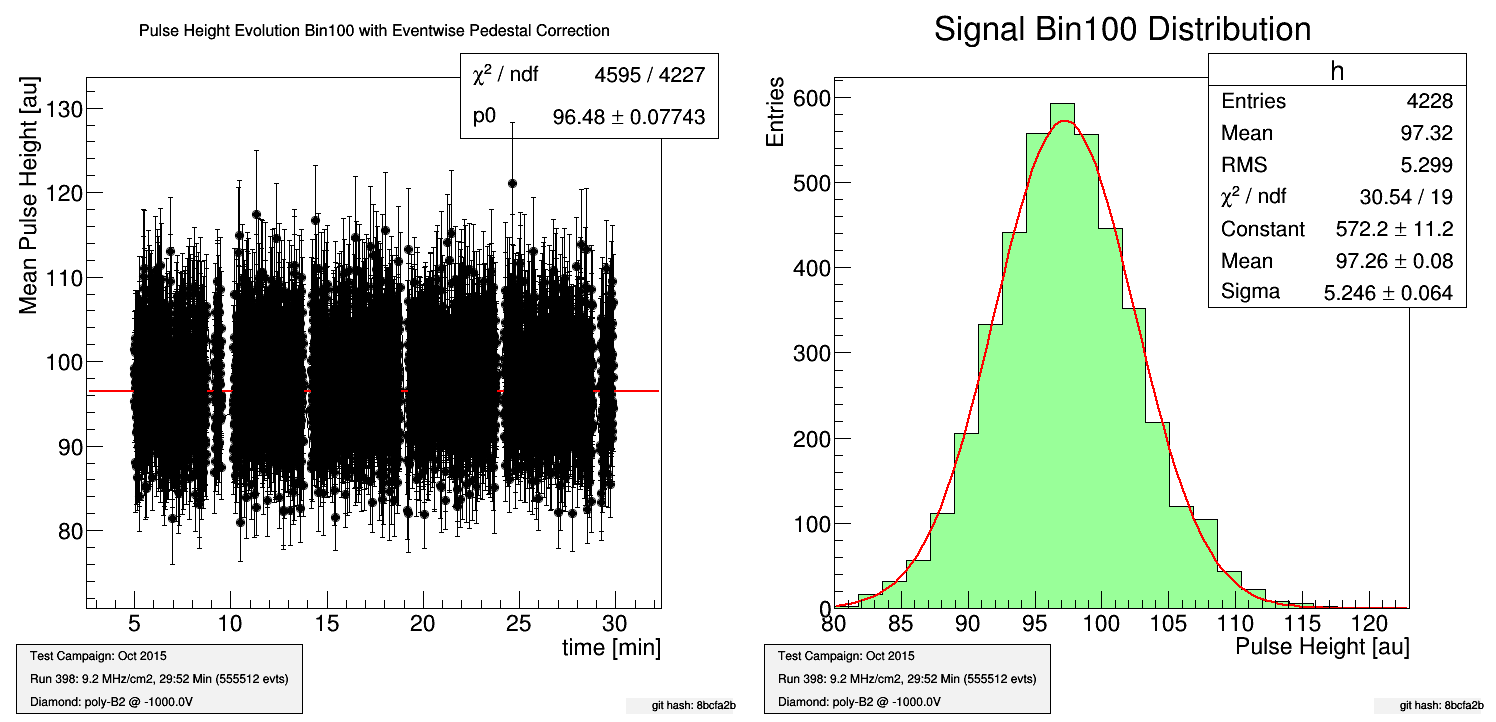 Pulse Height Evolution Bin100 with Eventwise Pedestal Correction
χ² / ndf 4595 / 4227
p0 96.48 ± 0.07743
Mean Pulse Height [au]
130
120
110
100
90
80
5 10 15 20 25 30
time [min]
Test Campaign: Oct 2015
Run 398: 9.2 MHz/cm2, 29:52 Min (555512 evts)
Diamond: poly-B2 @ -1000.0V
git hash: 8bcfa2b
Signal Bin100 Distribution
h
Entries 4228
Mean 97.32
RMS 5.299
χ² / ndf 30.54 / 19
Constant 572.2 ± 11.2
Mean 97.26 ± 0.08
Sigma 5.246 ± 0.064
Entries
600
500
400
300
200
100
0
80 85 90 95 100 105 110 115 120
Pulse Height [au]
Test Campaign: Oct 2015
Run 398: 9.2 MHz/cm2, 29:52 Min (555512 evts)
Diamond: poly-B2 @ -1000.0V
git hash: 8bcfa2b